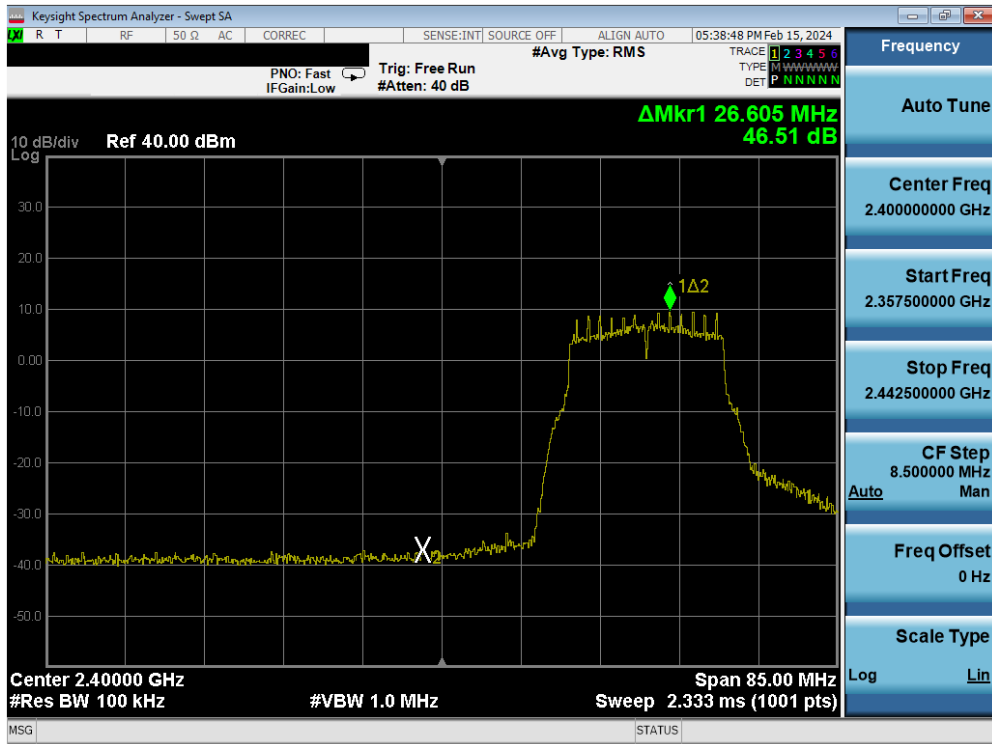 Keysight Spectrum Analyzer - Swept SA
LXI R T RF 50 Ω AC CORREC SENSE:INT SOURCE OFF ALIGN AUTO 05:38:48 PM Feb 15, 2024
#Avg Type: RMS TRACE 1 2 3 4 5 6
PNO: Fast Trig: Free Run TYPE M W W W W W
IFGain:Low #Atten: 40 dB DET P N N N N N
ΔMkr1 26.605 MHz
46.51 dB
10 dB/div Ref 40.00 dBm
Log
30.0
20.0
1Δ2
10.0
0.00
-10.0
-20.0
-30.0
X2
-40.0
-50.0
Center 2.40000 GHz Span 85.00 MHz
#Res BW 100 kHz #VBW 1.0 MHz Sweep 2.333 ms (1001 pts)
MSG STATUS
Frequency
Auto Tune
Center Freq
2.400000000 GHz
Start Freq
2.357500000 GHz
Stop Freq
2.442500000 GHz
CF Step
8.500000 MHz
Auto Man
Freq Offset
0 Hz
Scale Type
Log Lin